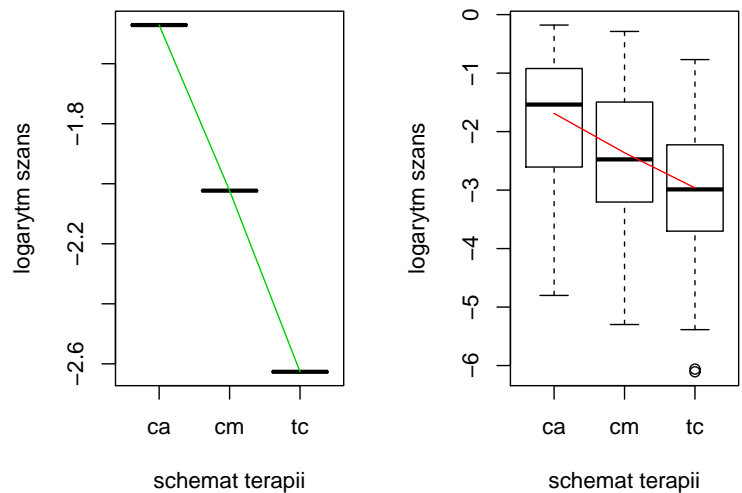 logarytm szans
−1.8
−2.2
−2.6
ca cm tc
schemat terapii
logarytm szans
0
−1
−2
−3
−4
−5
−6
ca cm tc
schemat terapii